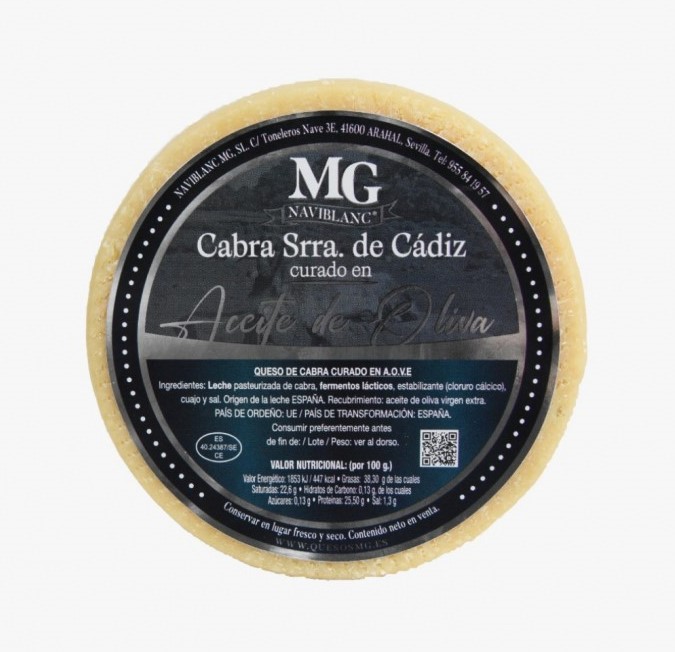 NAVIBLANC MG, SL. C/ Toneleros Nave 3E, 41600 ARAHAL, Sevilla. Tel: 955 84 19 57
MG
NAVIBLANC®
Cabra Srra. de Cádiz
curado en
Aceite de Oliva
QUESO DE CABRA CURADO EN A.O.V.E
Ingredientes: Leche pasteurizada de cabra, fermentos lácticos, estabilizante (cloruro cálcico),
cuajo y sal. Origen de la leche ESPAÑA. Recubrimiento: aceite de oliva virgen extra.
PAÍS DE ORDEÑO: UE / PAÍS DE TRANSFORMACIÓN: ESPAÑA.
Consumir preferentemente antes
de fin de: / Lote / Peso: ver al dorso.
ES
40.24387/SE
CE
VALOR NUTRICIONAL: (por 100 g.)
Valor Energético: 1853 kJ / 447 kcal • Grasas: 38,30 g de las cuales
Saturadas: 22,6 g • Hidratos de Carbono: 0,13 g, de los cuales
Azúcares: 0,13 g • Proteínas: 25,50 g • Sal: 1,3 g
Conservar en lugar fresco y seco. Contenido neto en venta.
WWW.QUESOSMG.ES